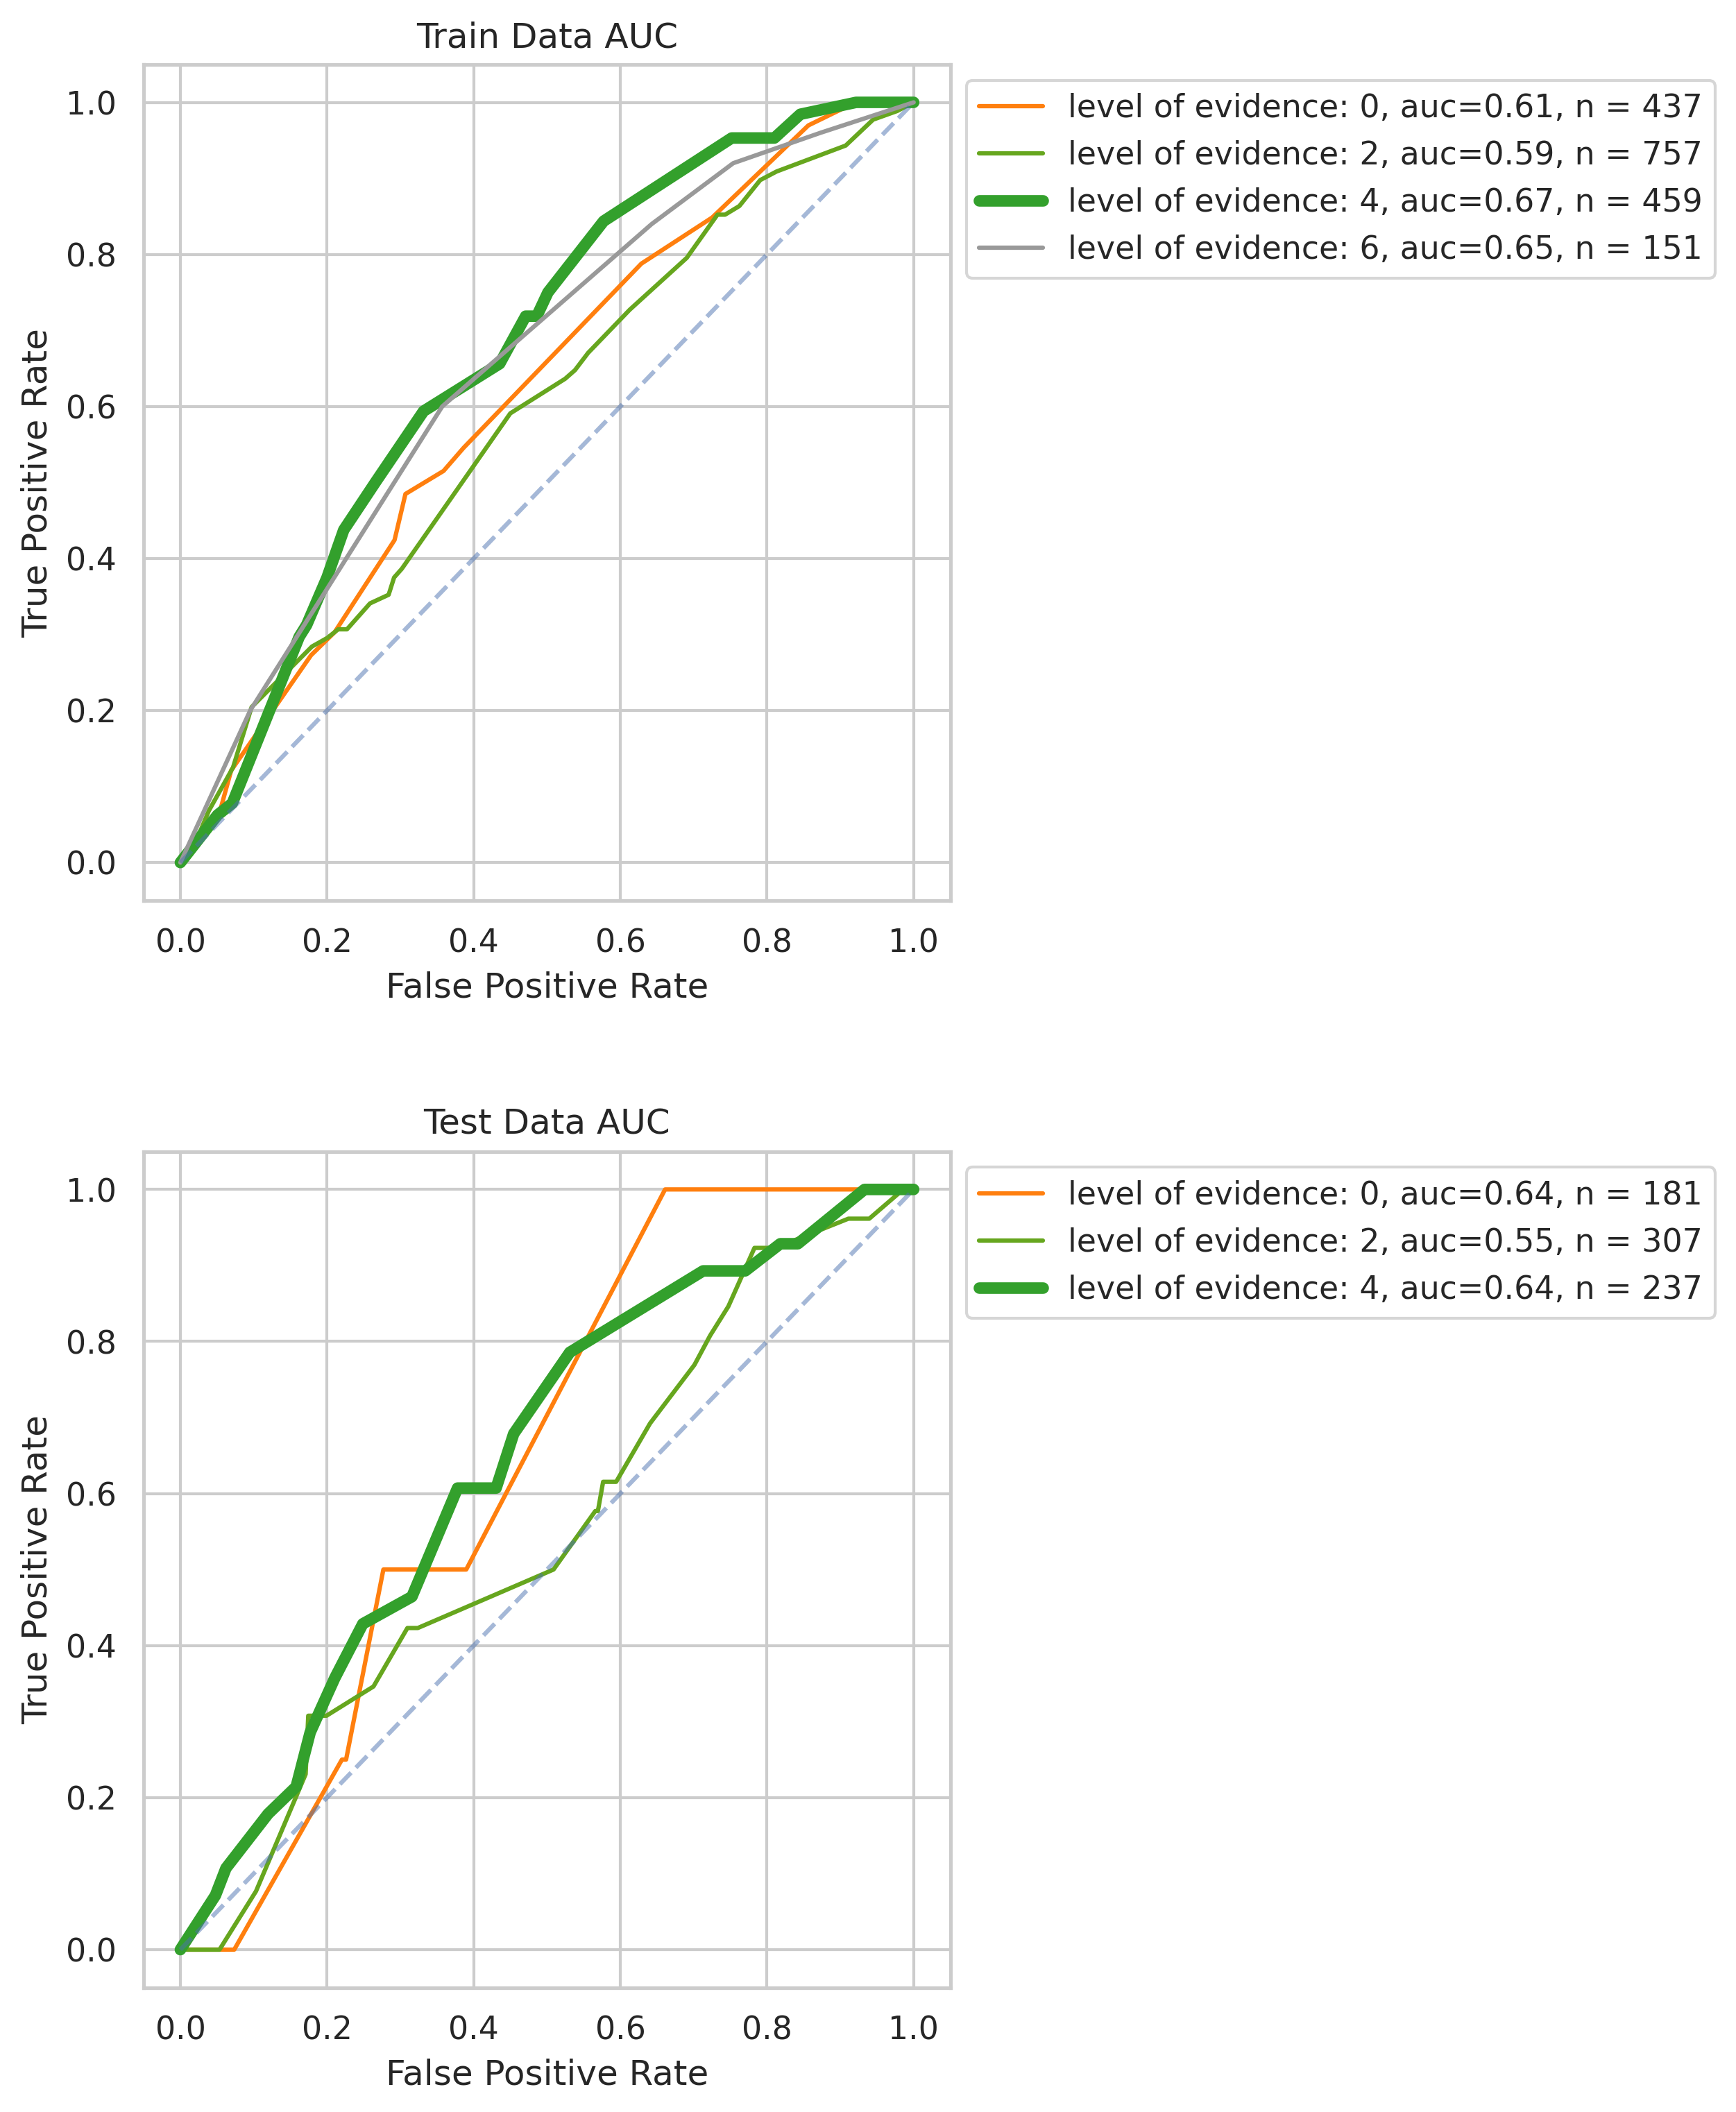 Train Data AUC
level of evidence: 0, auc=0.61, n = 437
level of evidence: 2, auc=0.59, n = 757
level of evidence: 4, auc=0.67, n = 459
level of evidence: 6, auc=0.65, n = 151
True Positive Rate
1.0
0.8
0.6
0.4
0.2
0.0
0.0 0.2 0.4 0.6 0.8 1.0
False Positive Rate
Test Data AUC
level of evidence: 0, auc=0.64, n = 181
level of evidence: 2, auc=0.55, n = 307
level of evidence: 4, auc=0.64, n = 237
True Positive Rate
1.0
0.8
0.6
0.4
0.2
0.0
0.0 0.2 0.4 0.6 0.8 1.0
False Positive Rate